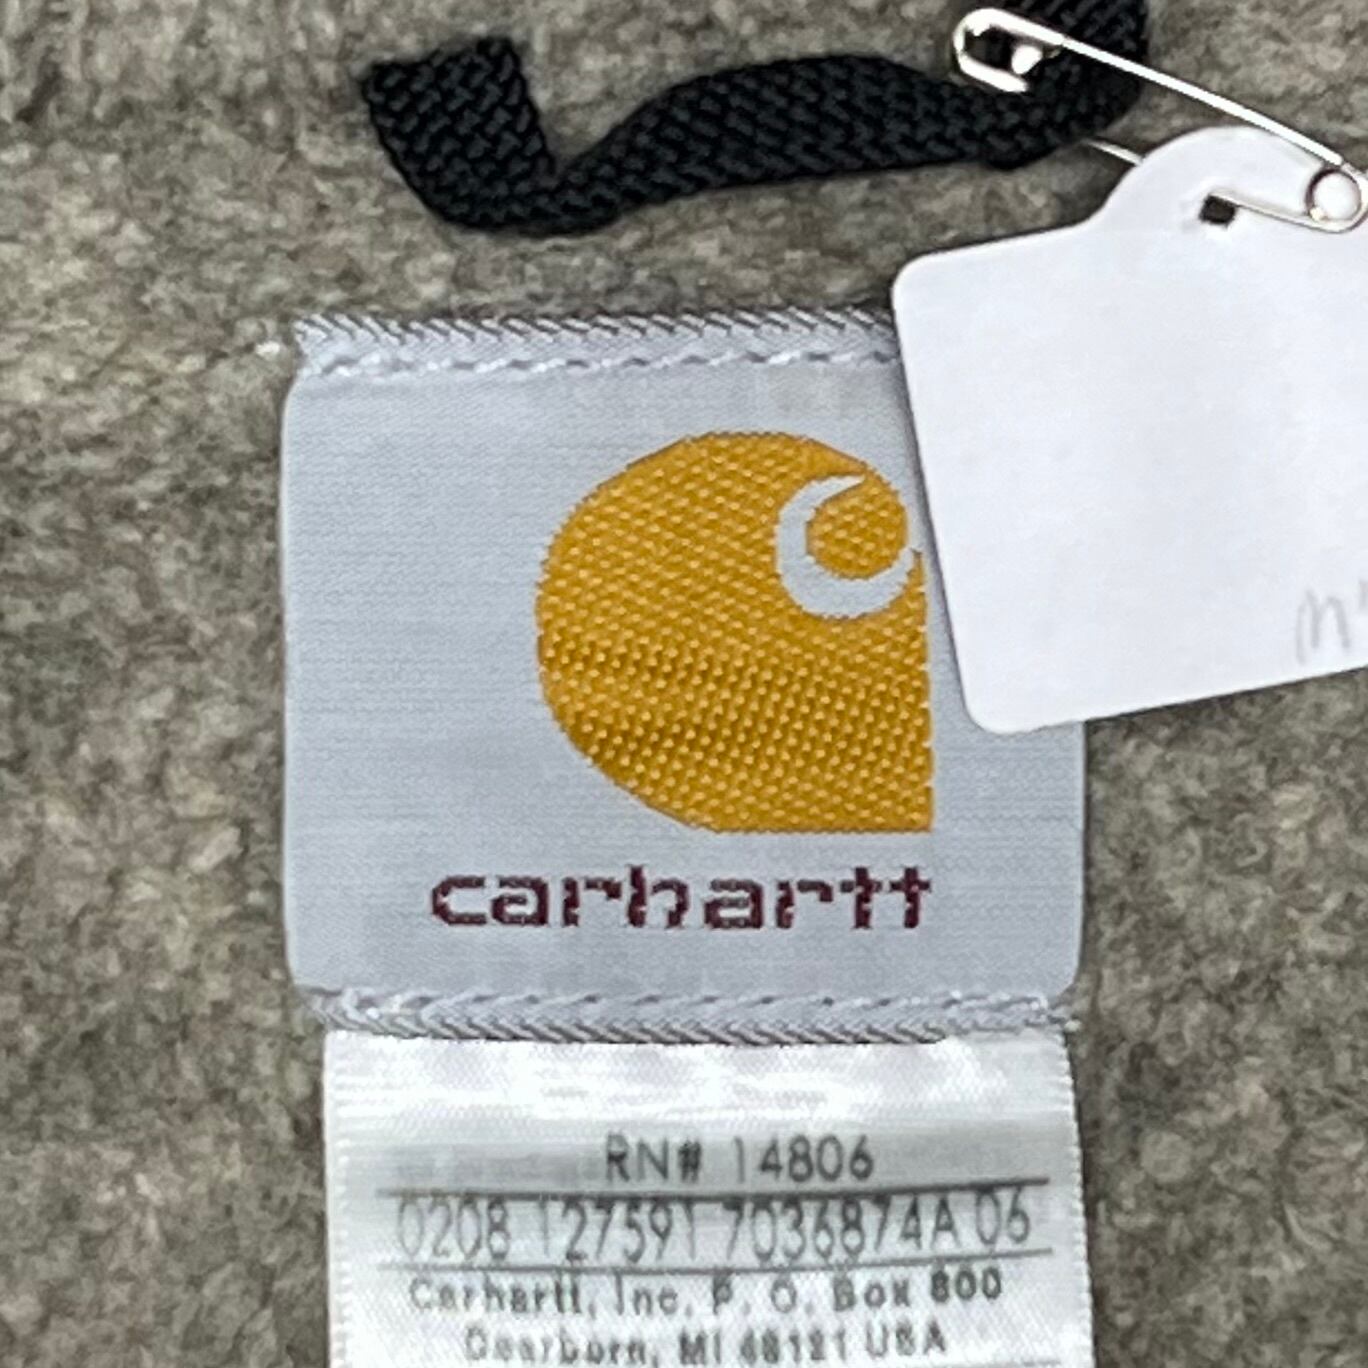 carhartt
RN# 14806
0208 127591 7036874A 06
Carhartt, Inc. P. O. Box 600
Dearborn, MI 48121 USA